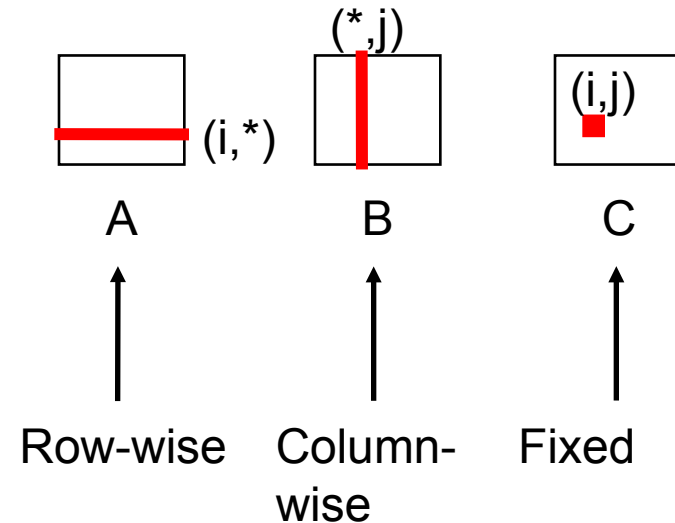 (*,j)
(i,j)
(i,*)
A B C
Row-wise Column-wise Fixed